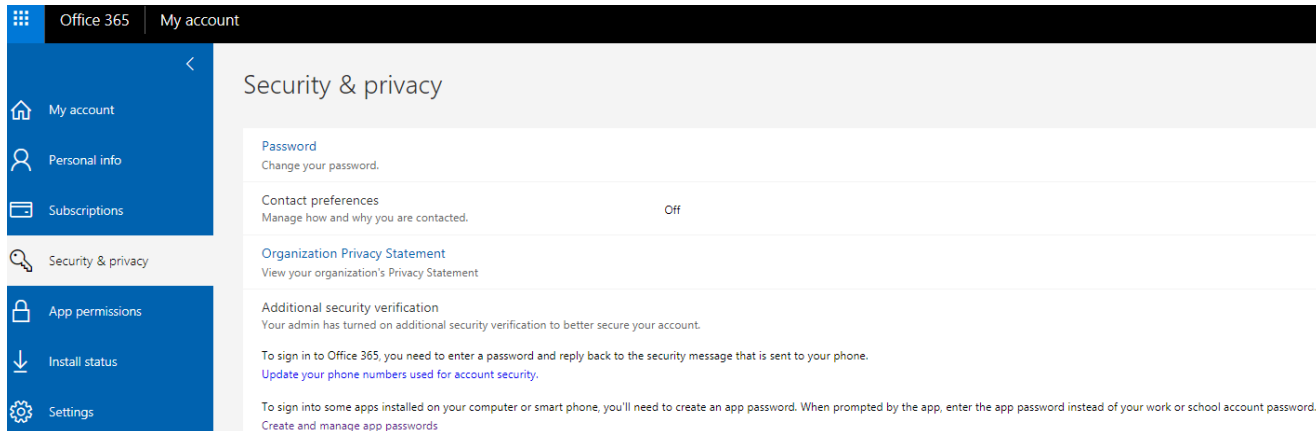 Office 365 My account
Security & privacy
My account
Personal info
Subscriptions
Security & privacy
App permissions
Install status
Settings
Password
Change your password.
Contact preferences
Manage how and why you are contacted.
Off
Organization Privacy Statement
View your organization's Privacy Statement
Additional security verification
Your admin has turned on additional security verification to better secure your account.
To sign in to Office 365, you need to enter a password and reply back to the security message that is sent to your phone.
Update your phone numbers used for account security.
To sign into some apps installed on your computer or smart phone, you'll need to create an app password. When prompted by the app, enter the app password instead of your work or school account password.
Create and manage app passwords